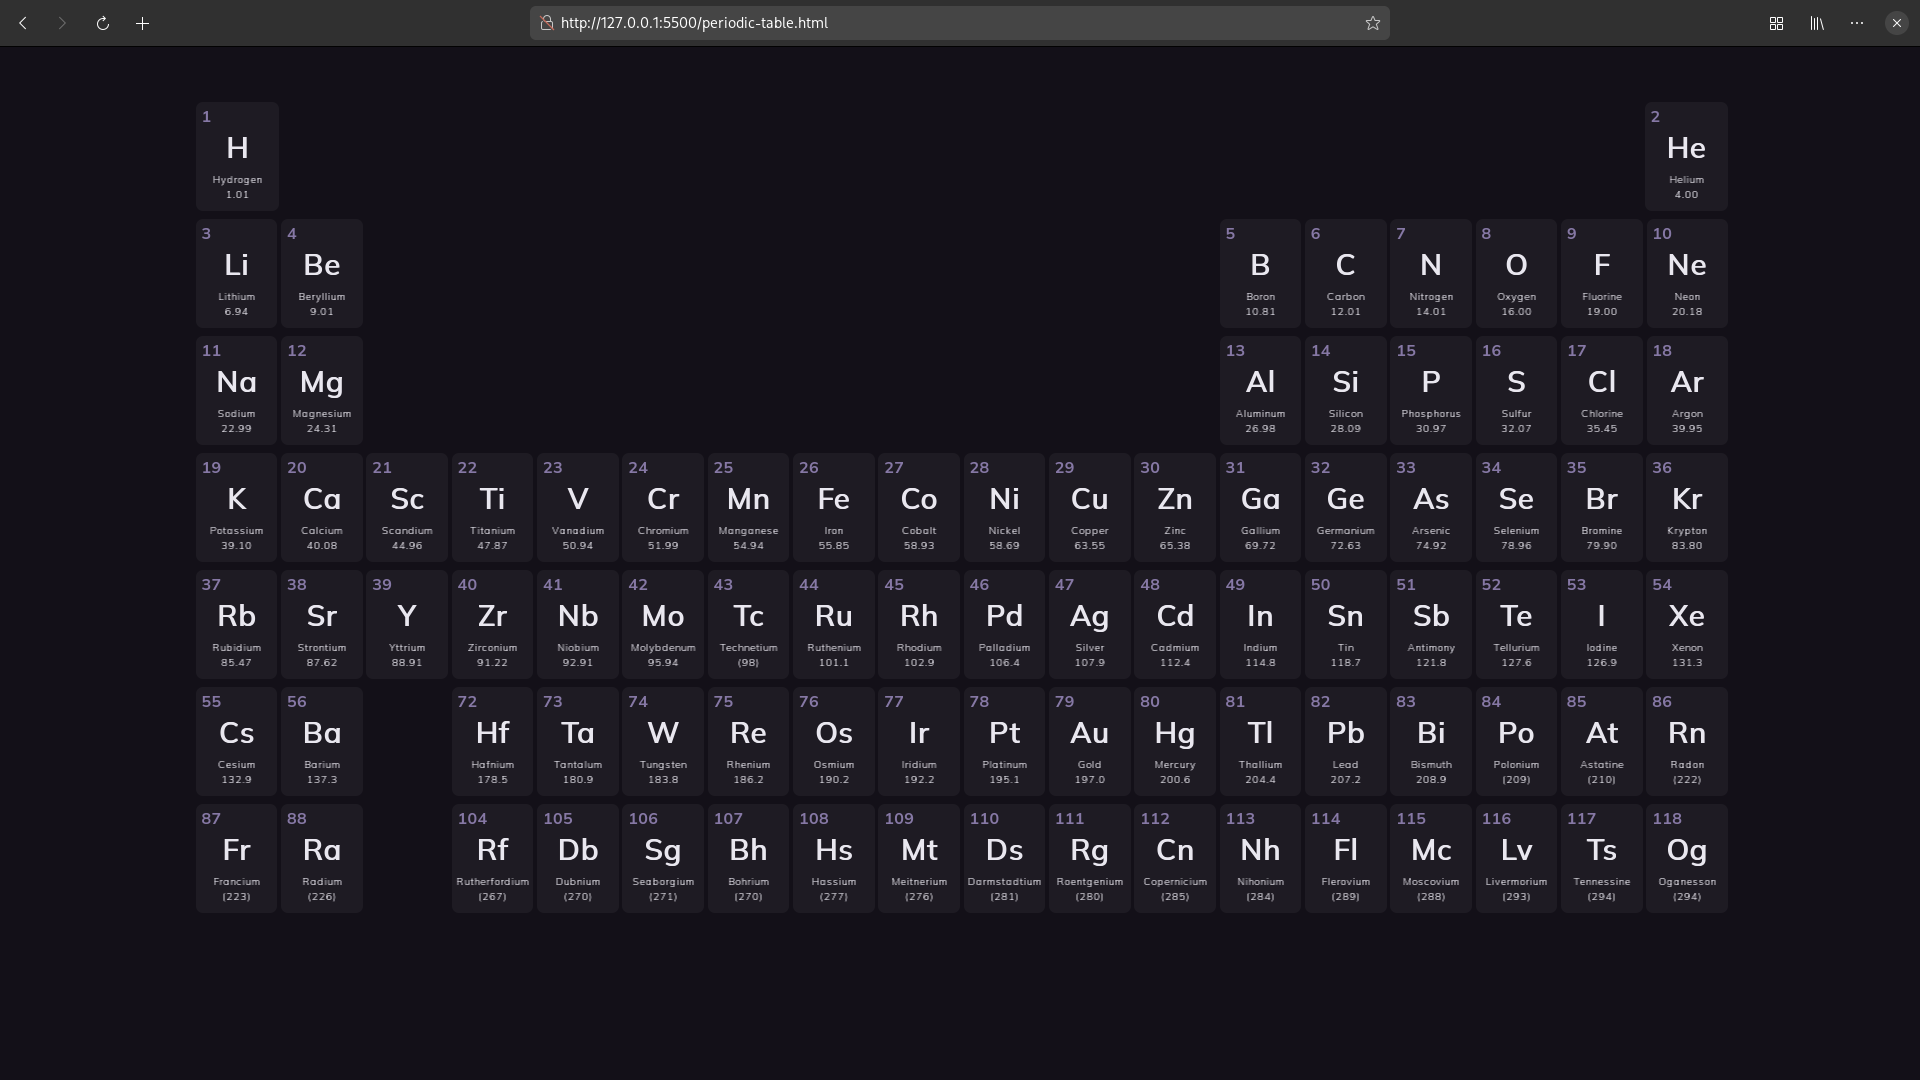 http://127.0.0.1:5500/periodic-table.html
1 2
H He
Hydrogen Helium
1.01 4.00
3 4 5 6 7 8 9 10
Li Be B C N O F Ne
Lithium Beryllium Boron Carbon Nitrogen Oxygen Fluorine Neon
6.94 9.01 10.81 12.01 14.01 16.00 19.00 20.18
11 12 13 14 15 16 17 18
Na Mg Al Si P S Cl Ar
Sodium Magnesium Aluminum Silicon Phosphorus Sulfur Chlorine Argon
22.99 24.31 26.98 28.09 30.97 32.07 35.45 39.95
19 20 21 22 23 24 25 26 27 28 29 30 31 32 33 34 35 36
K Ca Sc Ti V Cr Mn Fe Co Ni Cu Zn Ga Ge As Se Br Kr
Potassium Calcium Scandium Titanium Vanadium Chromium Manganese Iron Cobalt Nickel Copper Zinc Gallium Germanium Arsenic Selenium Bromine Krypton
39.10 40.08 44.96 47.87 50.94 51.99 54.94 55.85 58.93 58.69 63.55 65.38 69.72 72.63 74.92 78.96 79.90 83.80
37 38 39 40 41 42 43 44 45 46 47 48 49 50 51 52 53 54
Rb Sr Y Zr Nb Mo Tc Ru Rh Pd Ag Cd In Sn Sb Te I Xe
Rubidium Strontium Yttrium Zirconium Niobium Molybdenum Technetium Ruthenium Rhodium Palladium Silver Cadmium Indium Tin Antimony Tellurium Iodine Xenon
85.47 87.62 88.91 91.22 92.91 95.94 (98) 101.1 102.9 106.4 107.9 112.4 114.8 118.7 121.8 127.6 126.9 131.3
55 56 72 73 74 75 76 77 78 79 80 81 82 83 84 85 86
Cs Ba Hf Ta W Re Os Ir Pt Au Hg Tl Pb Bi Po At Rn
Cesium Barium Hafnium Tantalum Tungsten Rhenium Osmium Iridium Platinum Gold Mercury Thallium Lead Bismuth Polonium Astatine Radon
132.9 137.3 178.5 180.9 183.8 186.2 190.2 192.2 195.1 197.0 200.6 204.4 207.2 208.9 (209) (210) (222)
87 88 104 105 106 107 108 109 110 111 112 113 114 115 116 117 118
Fr Ra Rf Db Sg Bh Hs Mt Ds Rg Cn Nh Fl Mc Lv Ts Og
Francium Radium Rutherfordium Dubnium Seaborgium Bohrium Hassium Meitnerium Darmstadtium Roentgenium Copernicium Nihonium Flerovium Moscovium Livermorium Tennessine Oganesson
(223) (226) (267) (270) (271) (270) (277) (276) (281) (280) (285) (284) (289) (288) (293) (294) (294)